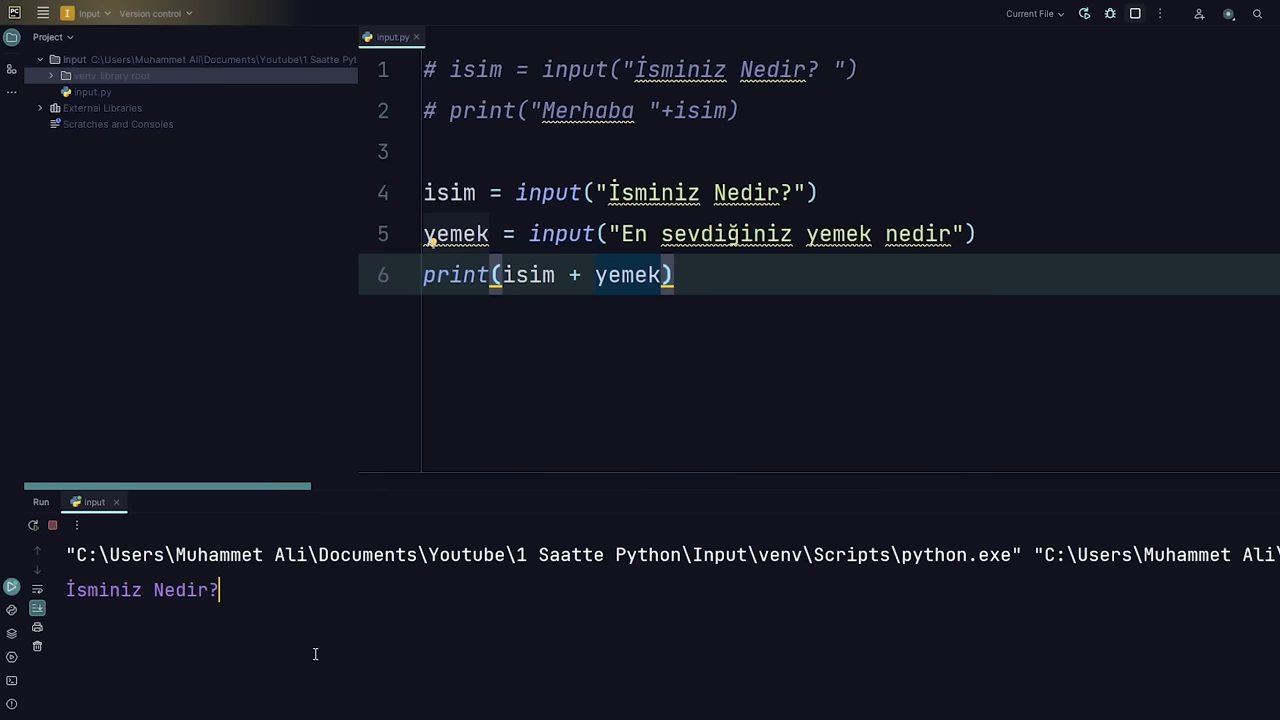 PC
I
Input
Version control
Current File
Project
input.py
Input C:\Users\Muhammet Ali\Documents\Youtube\1 Saatte Pyt
venv library root
input.py
External Libraries
Scratches and Consoles
1 # isim = input("İsminiz Nedir? ")
2 # print("Merhaba "+isim)
3
4 isim = input("İsminiz Nedir?")
5 yemek = input("En sevdiğiniz yemek nedir")
6 print(isim + yemek)
Run
input
"C:\Users\Muhammet Ali\Documents\Youtube\1 Saatte Python\Input\venv\Scripts\python.exe" "C:\Users\Muhammet Ali\
İsminiz Nedir?